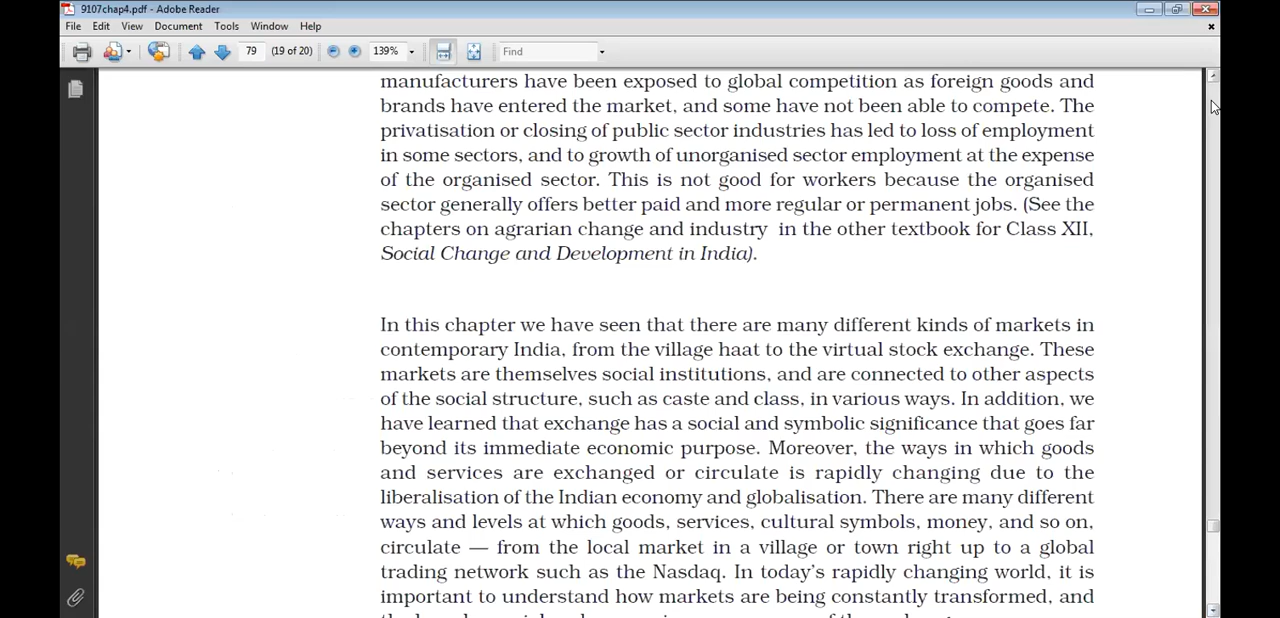 9107chap4.pdf - Adobe Reader
File Edit View Window Document Tools Window Help
79 (19 of 20) 139% Find
manufacturers have been exposed to global competition as foreign goods and
brands have entered the market, and some have not been able to compete. The
privatisation or closing of public sector industries has led to loss of employment
in some sectors, and to growth of unorganised sector employment at the expense
of the organised sector. This is not good for workers because the organised
sector generally offers better paid and more regular or permanent jobs. (See the
chapters on agrarian change and industry in the other textbook for Class XII,
Social Change and Development in India).
In this chapter we have seen that there are many different kinds of markets in
contemporary India, from the village haat to the virtual stock exchange. These
markets are themselves social institutions, and are connected to other aspects
of the social structure, such as caste and class, in various ways. In addition, we
have learned that exchange has a social and symbolic significance that goes far
beyond its immediate economic purpose. Moreover, the ways in which goods
and services are exchanged or circulate is rapidly changing due to the
liberalisation of the Indian economy and globalisation. There are many different
ways and levels at which goods, services, cultural symbols, money, and so on,
circulate — from the local market in a village or town right up to a global
trading network such as the Nasdaq. In today's rapidly changing world, it is
important to understand how markets are being constantly transformed, and